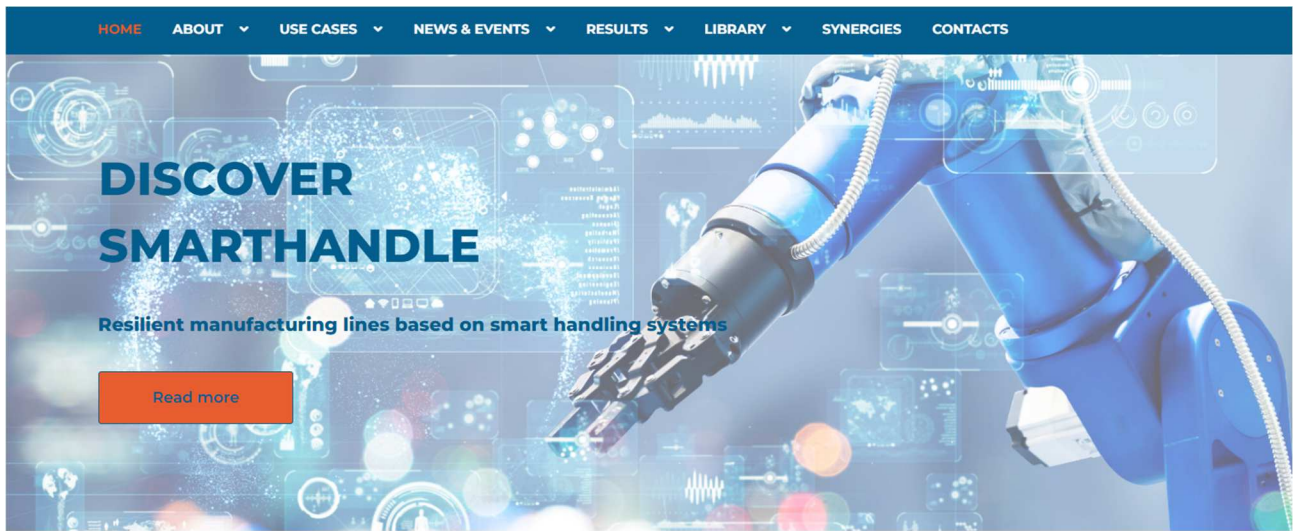 HOME ABOUT USE CASES NEWS & EVENTS RESULTS LIBRARY SYNERGIES CONTACTS
DISCOVER
SMARTHANDLE
Resilient manufacturing lines based on smart handling systems
Read more